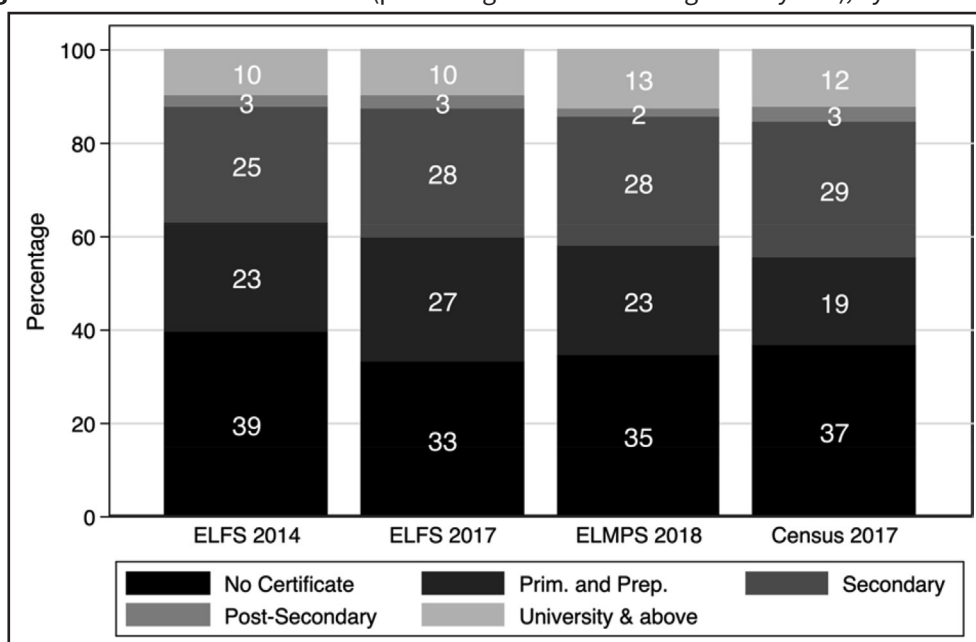 100
80
60
40
20
0
Percentage
10 10 13 12
3 3 2 3
25 28 28 29
23 27 23 19
39 33 35 37
ELFS 2014 ELFS 2017 ELMPS 2018 Census 2017
No Certificate Prim. and Prep. Secondary
Post-Secondary University & above